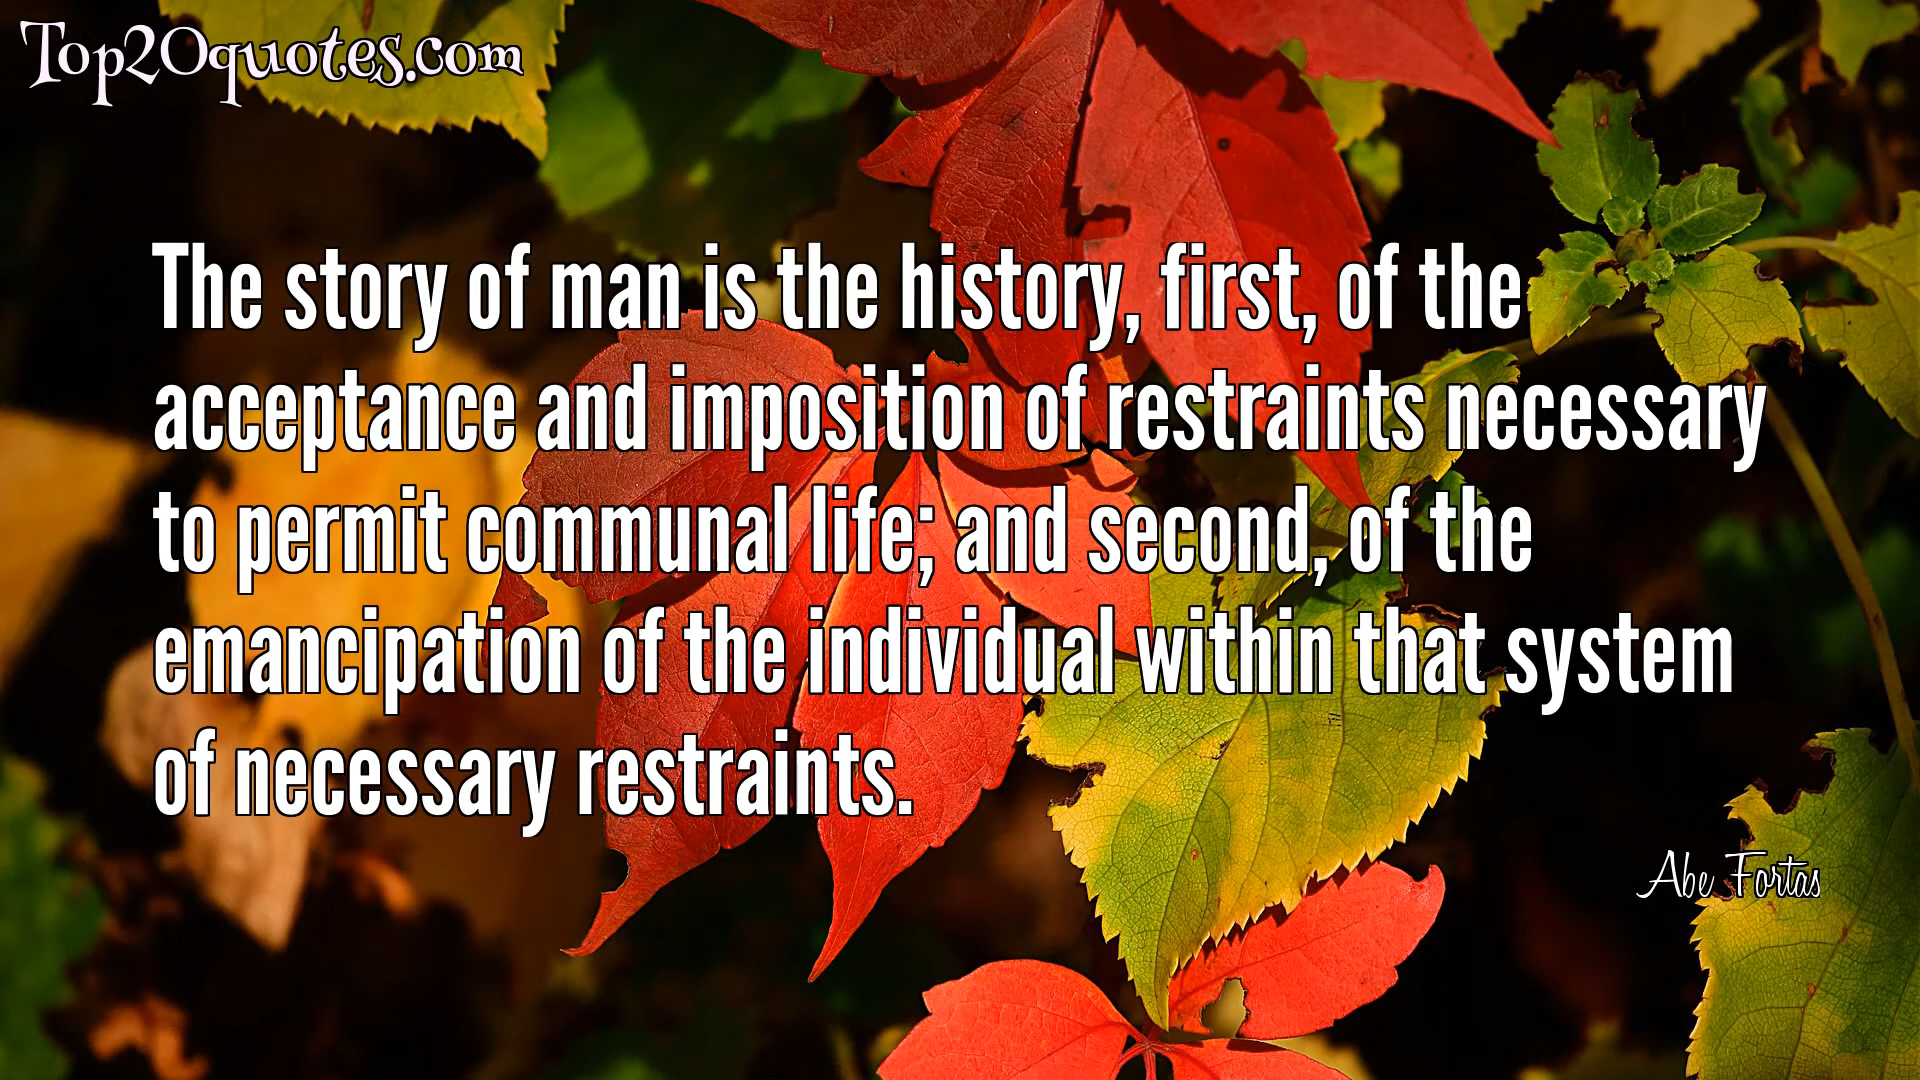 Top20quotes.com
The story of man is the history, first, of the
acceptance and imposition of restraints necessary
to permit communal life; and second, of the
emancipation of the individual within that system
of necessary restraints.
Abe Fortas